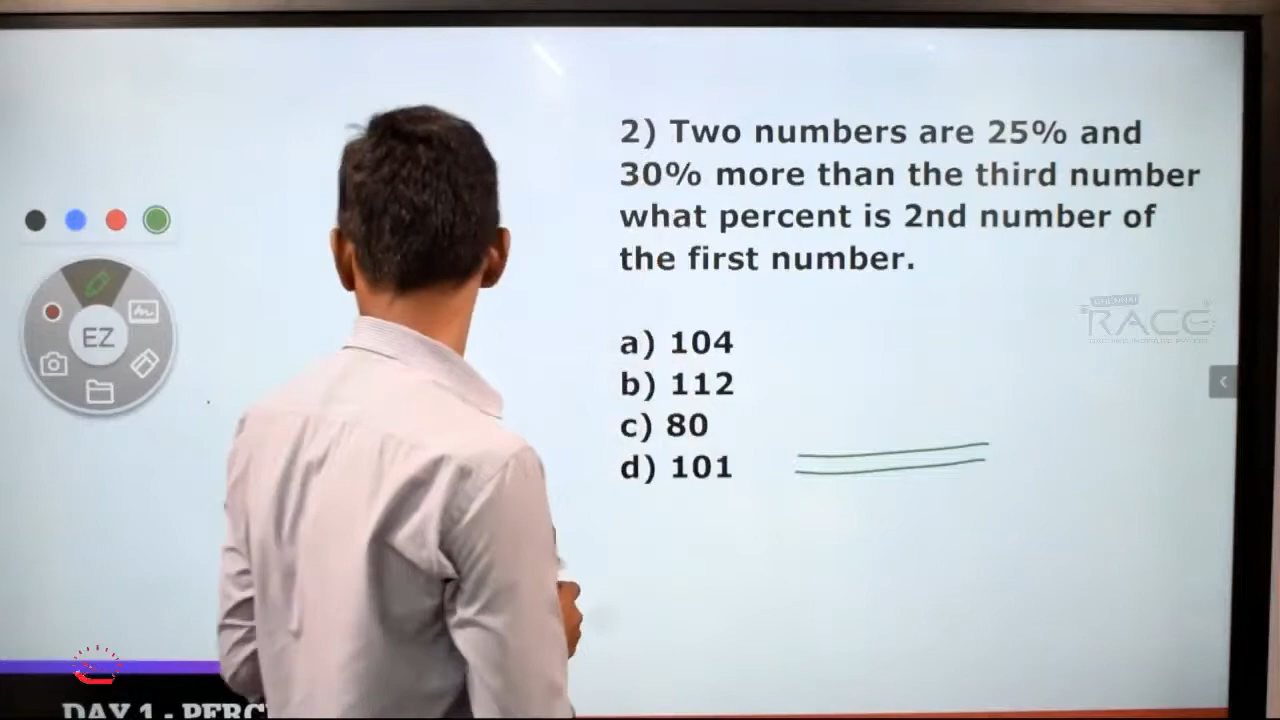 2) Two numbers are 25% and
30% more than the third number
what percent is 2nd number of
the first number.
a) 104
b) 112
c) 80
d) 101
EZ
CHENNAI
RACE
DAY 1 - PERC